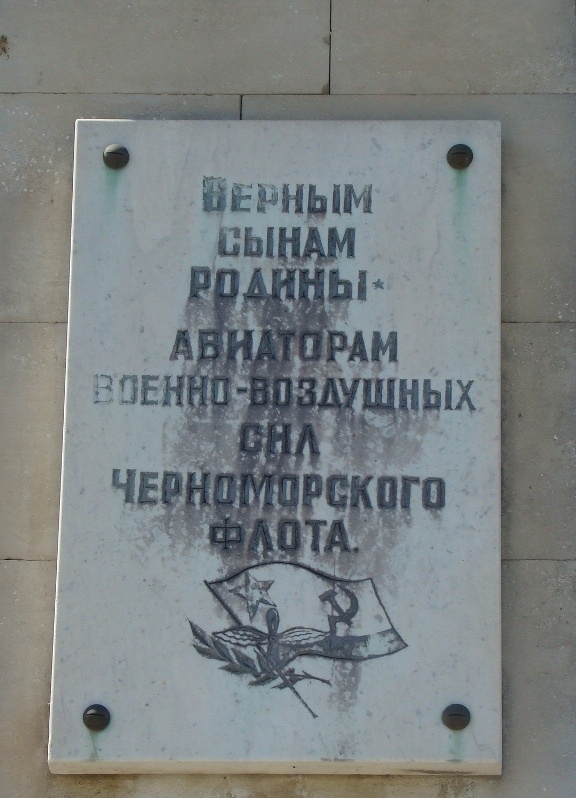 ВЕРНЫМ
СЫНАМ
РОДИНЫ*
АВИАТОРАМ
ВОЕННО-ВОЗДУШНЫХ
СИЛ
ЧЕРНОМОРСКОГО
ФЛОТА.